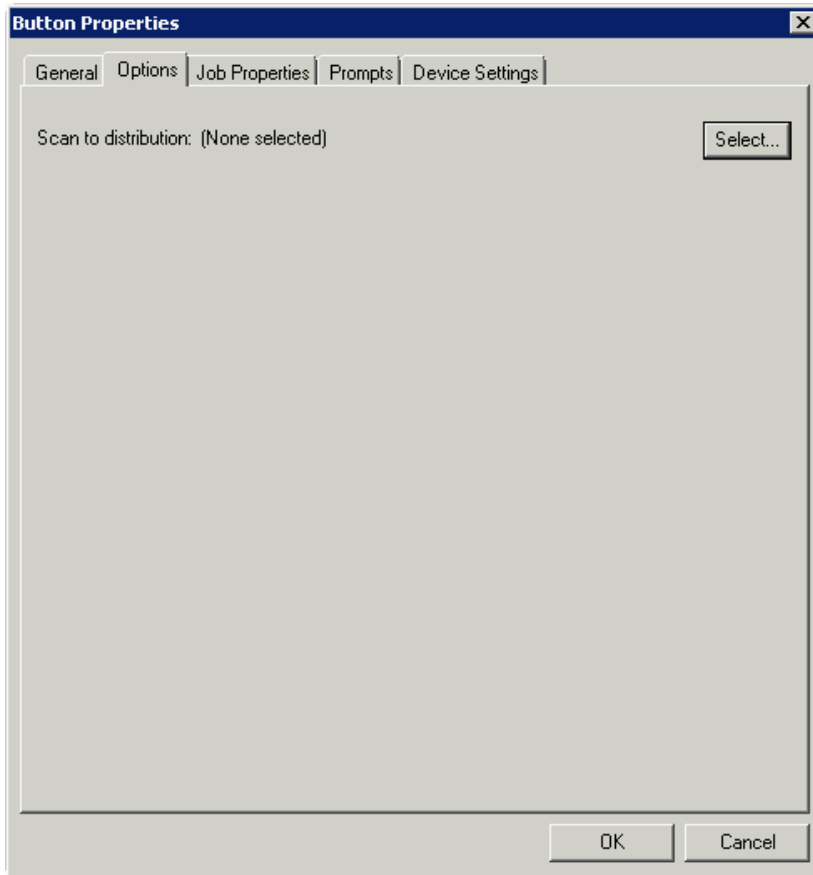 Button Properties
General Options Job Properties Prompts Device Settings
Scan to distribution: (None selected) Select...
OK Cancel